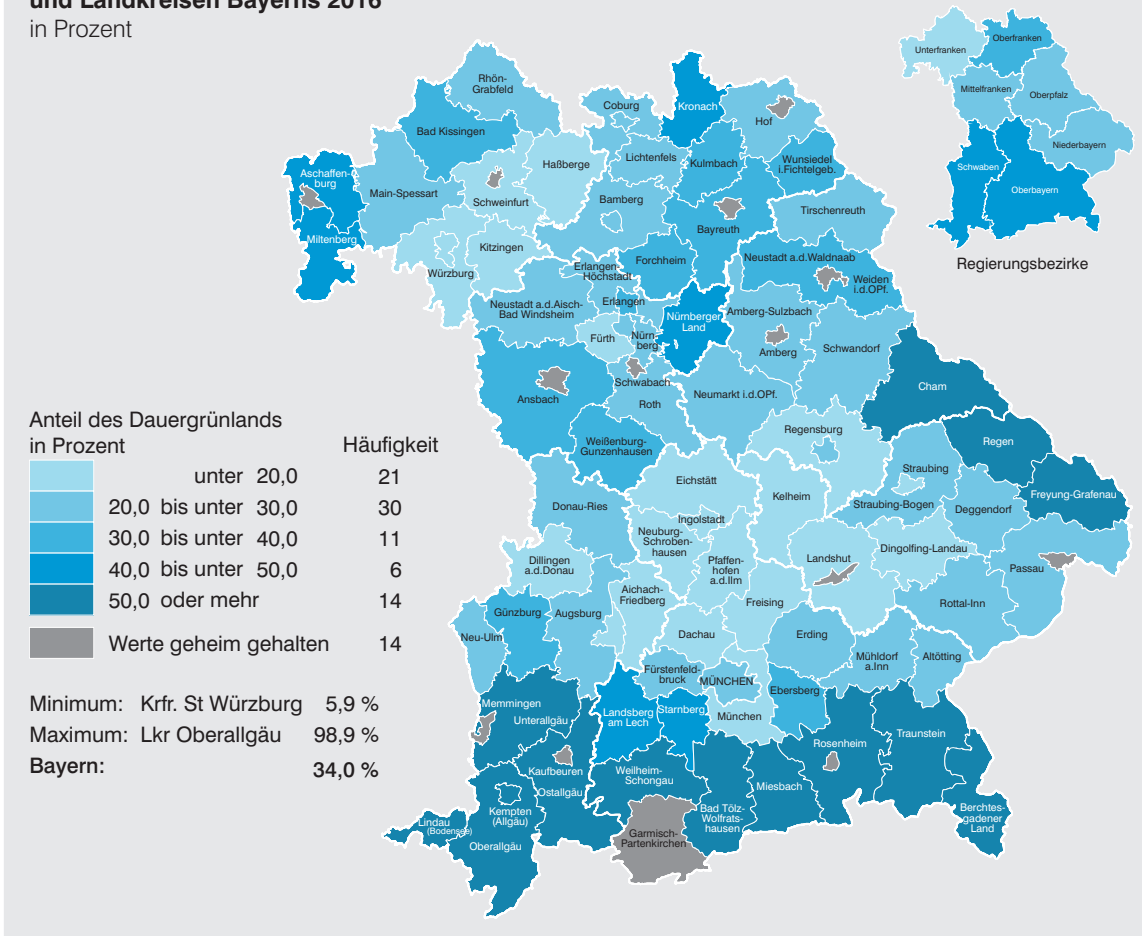 und Landkreisen Bayerns 2016
in Prozent
Unterfranken
Oberfranken
Mittelfranken
Oberpfalz
Niederbayern
Schwaben
Oberbayern
Regierungsbezirke
Rhön-
Grabfeld
Coburg
Kronach
Hof
Bad Kissingen
Haßberge
Lichtenfels
Kulmbach
Wunsiedel
i.Fichtelgeb.
Aschaffen-
burg
Main-Spessart
Schweinfurt
Bamberg
Tirschenreuth
Bayreuth
Miltenberg
Kitzingen
Würzburg
Erlangen-
Höchstadt
Forchheim
Neustadt a.d.Waldnaab
Weiden
i.d.OPf.
Neustadt a.d.Aisch-
Bad Windsheim
Erlangen
Nürnberger
Land
Amberg-Sulzbach
Fürth
Nürn-
berg
Amberg
Schwandorf
Cham
Ansbach
Schwabach
Roth
Neumarkt i.d.OPf.
Weißenburg-
Gunzenhausen
Regensburg
Regen
Straubing
Freyung-Grafenau
Eichstätt
Kelheim
Straubing-Bogen
Deggendorf
Donau-Ries
Ingolstadt
Neuburg-
Schroben-
hausen
Dillingen
a.d.Donau
Pfaffen-
hofen
a.d.Ilm
Landshut
Dingolfing-Landau
Passau
Aichach-
Friedberg
Freising
Rottal-Inn
Günzburg
Augsburg
Neu-Ulm
Dachau
Erding
Mühldorf
a.Inn
Altötting
Fürstenfeld-
bruck
MÜNCHEN
Ebersberg
Memmingen
Unterallgäu
Landsberg
am Lech
Starnberg
München
Rosenheim
Traunstein
Kaufbeuren
Ostallgäu
Weilheim-
Schongau
Bad Tölz-
Wolfrats-
hausen
Miesbach
Berchtes-
gadener
Land
Kempten
(Allgäu)
Lindau
(Bodensee)
Oberallgäu
Garmisch-
Partenkirchen
Anteil des Dauergrünlands
in Prozent Häufigkeit
unter 20,0 21
20,0 bis unter 30,0 30
30,0 bis unter 40,0 11
40,0 bis unter 50,0 6
50,0 oder mehr 14
Werte geheim gehalten 14
Minimum: Krfr. St Würzburg 5,9 %
Maximum: Lkr Oberallgäu 98,9 %
Bayern: 34,0 %